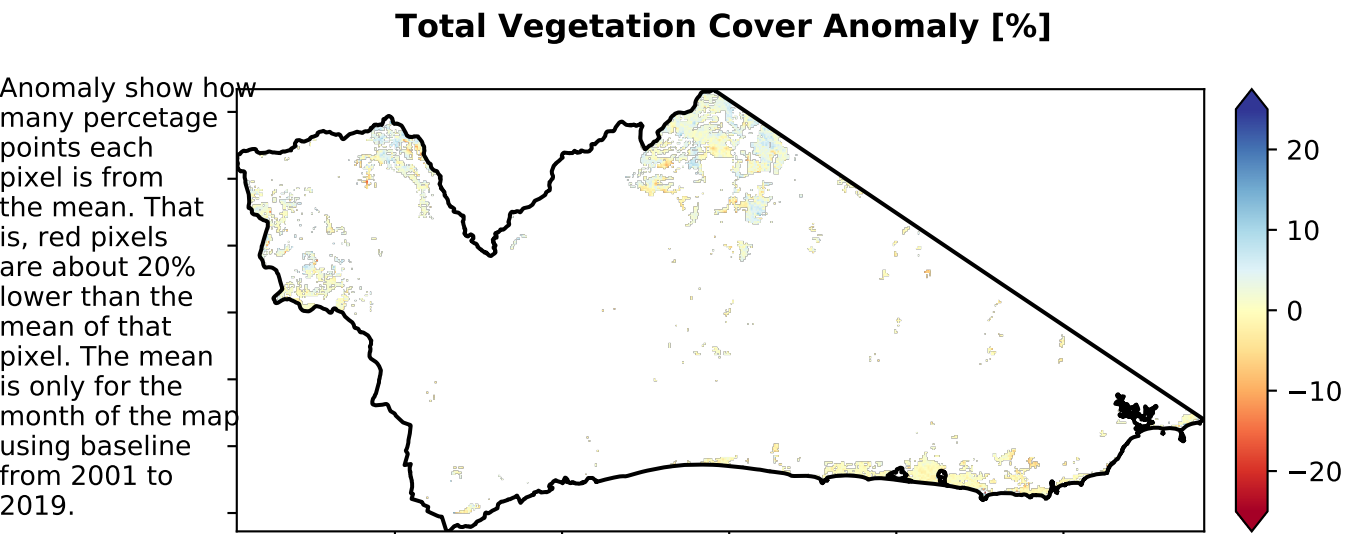 Total Vegetation Cover Anomaly [%]
Anomaly show how
many percetage
points each
pixel is from
the mean. That
is, red pixels
are about 20%
lower than the
mean of that
pixel. The mean
is only for the
month of the map
using baseline
from 2001 to
2019.
20
10
0
−10
−20